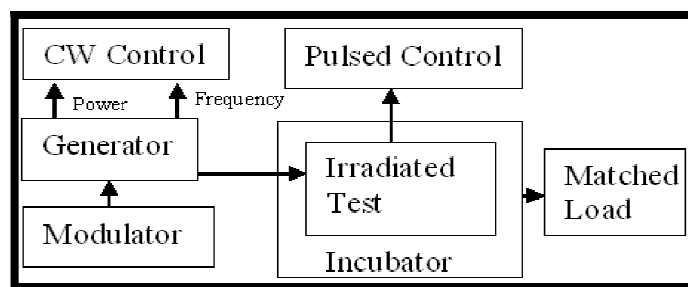 CW Control
Pulsed Control
Power
Frequency
Generator
Irradiated
Test
Matched
Load
Modulator
Incubator